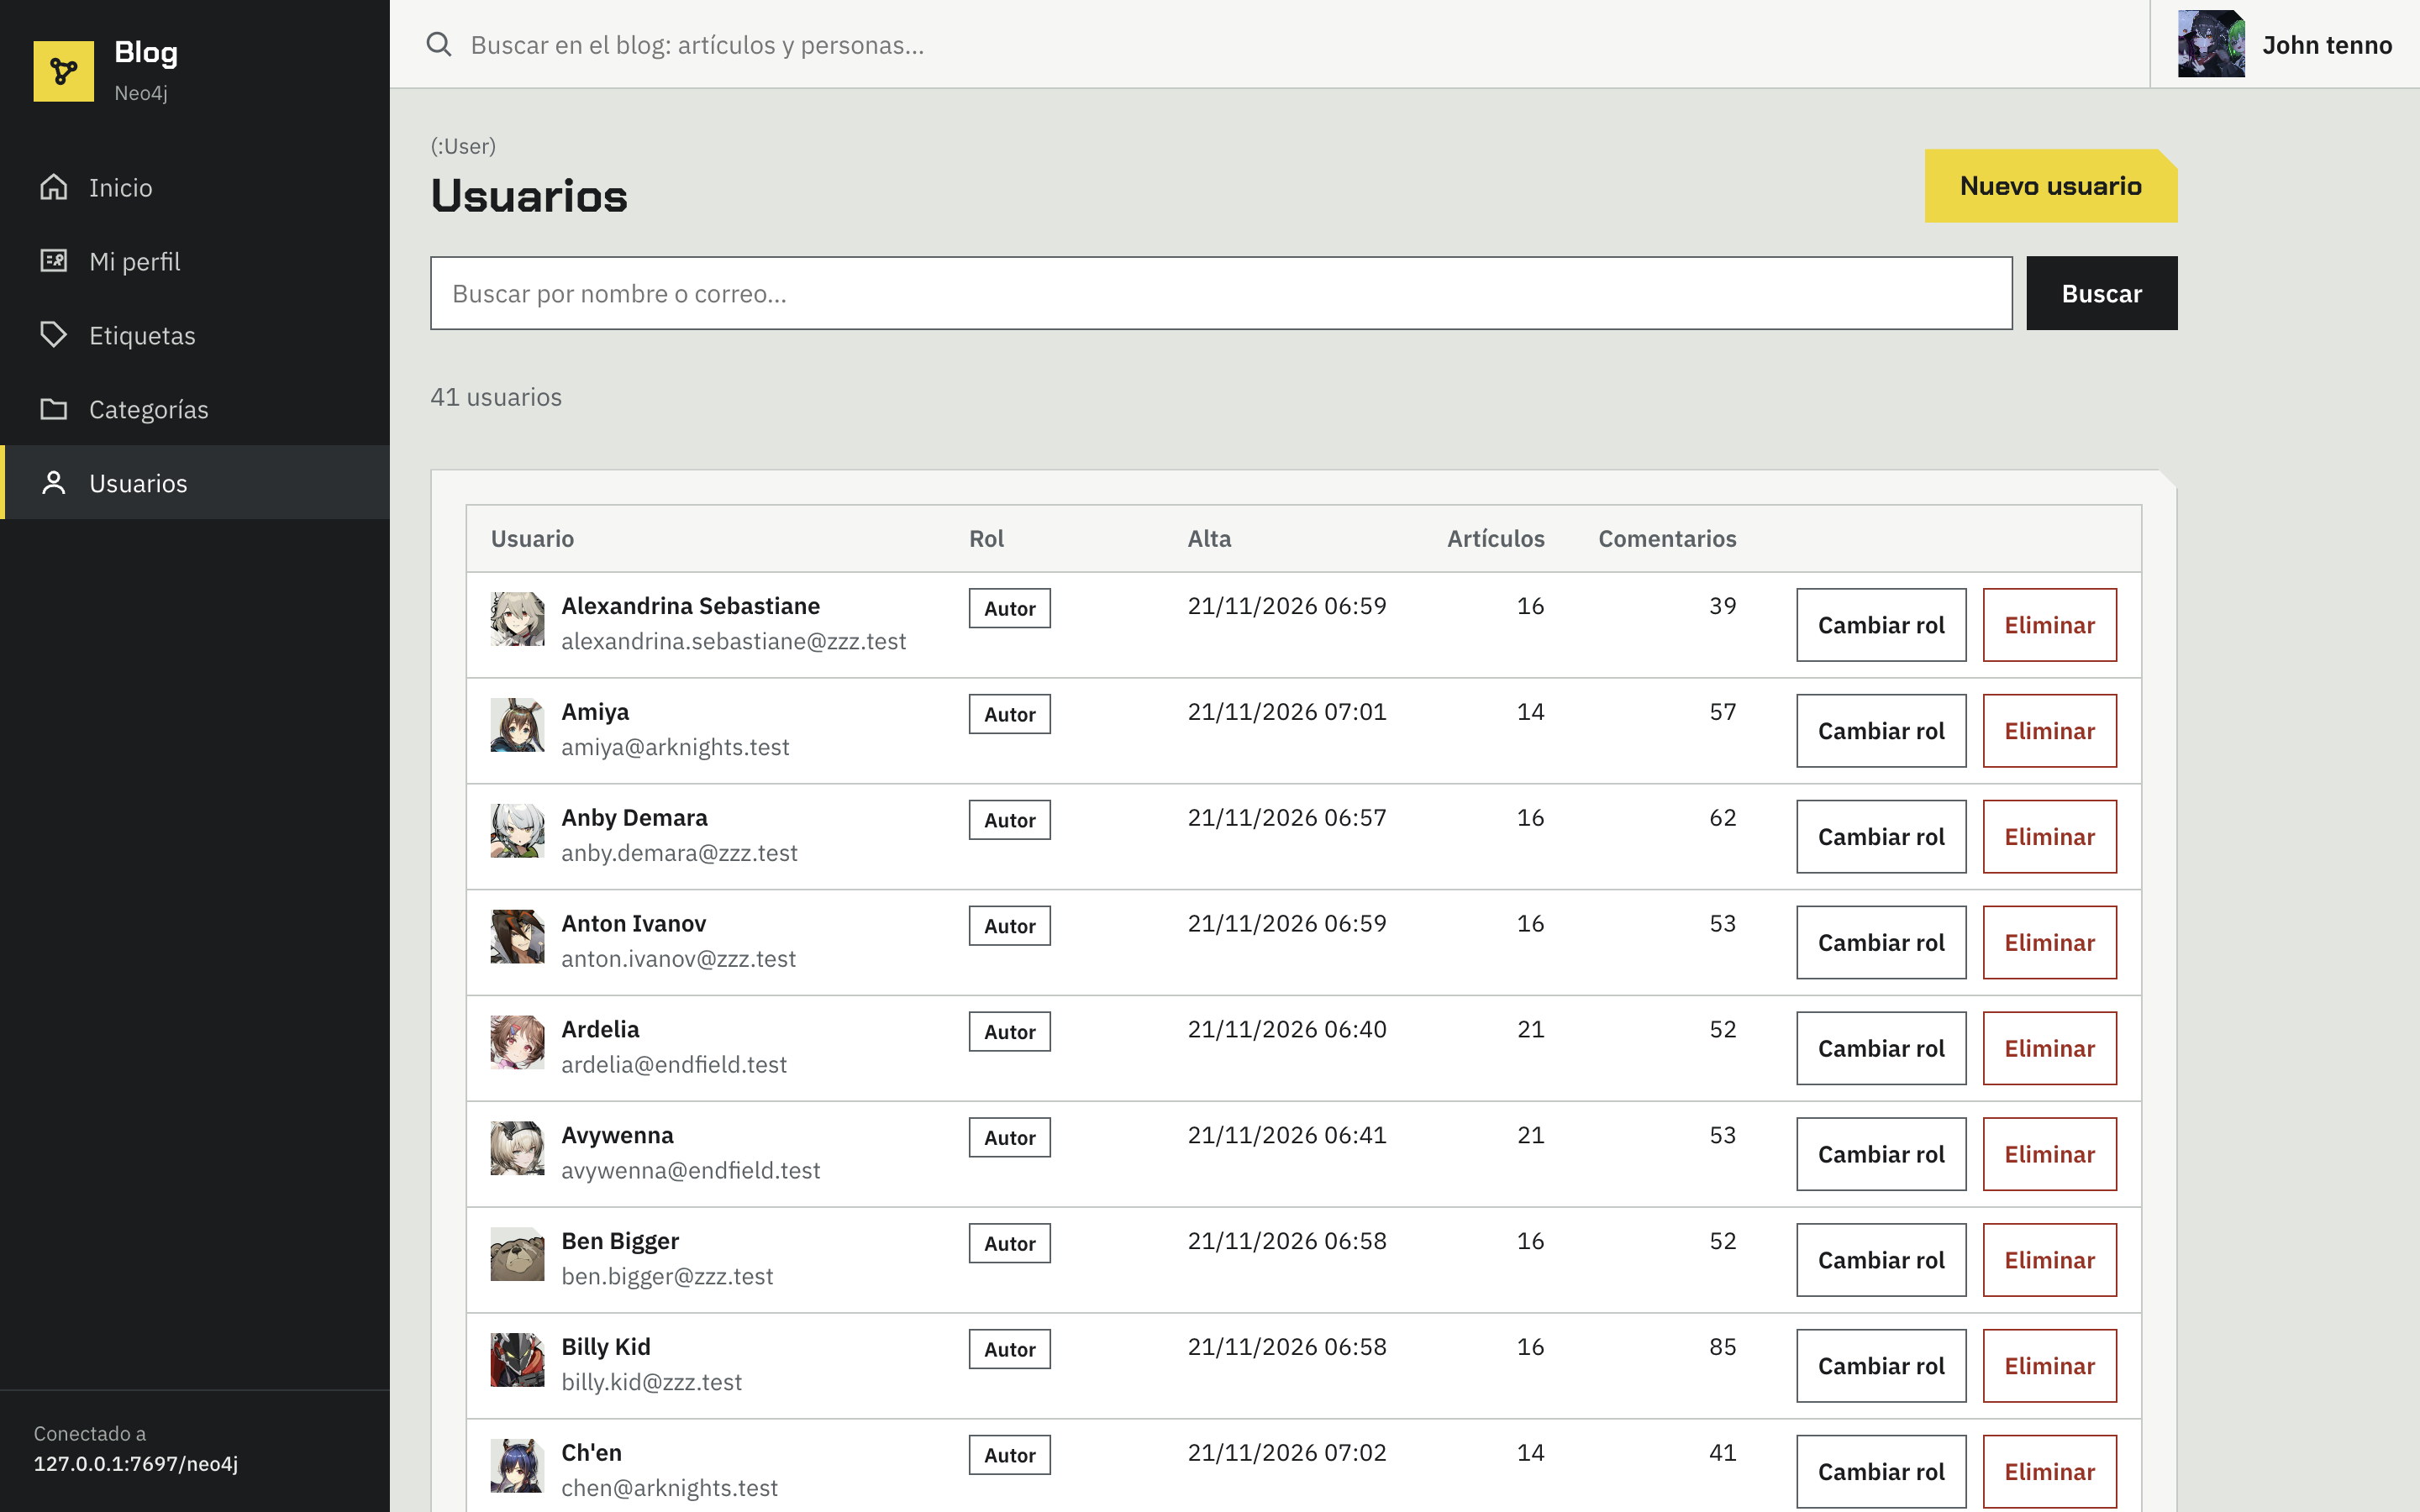 Blog
Neo4j
Inicio
Mi perfil
Etiquetas
Categorías
Usuarios
Conectado a
127.0.0.1:7697/neo4j
Buscar en el blog: artículos y personas...
John tenno
(:User)
Usuarios
Nuevo usuario
Buscar por nombre o correo...
Buscar
41 usuarios
Usuario Rol Alta Artículos Comentarios
Alexandrina Sebastiane Autor 21/11/2026 06:59 16 39 Cambiar rol Eliminar
alexandrina.sebastiane@zzz.test
Amiya Autor 21/11/2026 07:01 14 57 Cambiar rol Eliminar
amiya@arknights.test
Anby Demara Autor 21/11/2026 06:57 16 62 Cambiar rol Eliminar
anby.demara@zzz.test
Anton Ivanov Autor 21/11/2026 06:59 16 53 Cambiar rol Eliminar
anton.ivanov@zzz.test
Ardelia Autor 21/11/2026 06:40 21 52 Cambiar rol Eliminar
ardelia@endfield.test
Avywenna Autor 21/11/2026 06:41 21 53 Cambiar rol Eliminar
avywenna@endfield.test
Ben Bigger Autor 21/11/2026 06:58 16 52 Cambiar rol Eliminar
ben.bigger@zzz.test
Billy Kid Autor 21/11/2026 06:58 16 85 Cambiar rol Eliminar
billy.kid@zzz.test
Ch'en Autor 21/11/2026 07:02 14 41 Cambiar rol Eliminar
chen@arknights.test